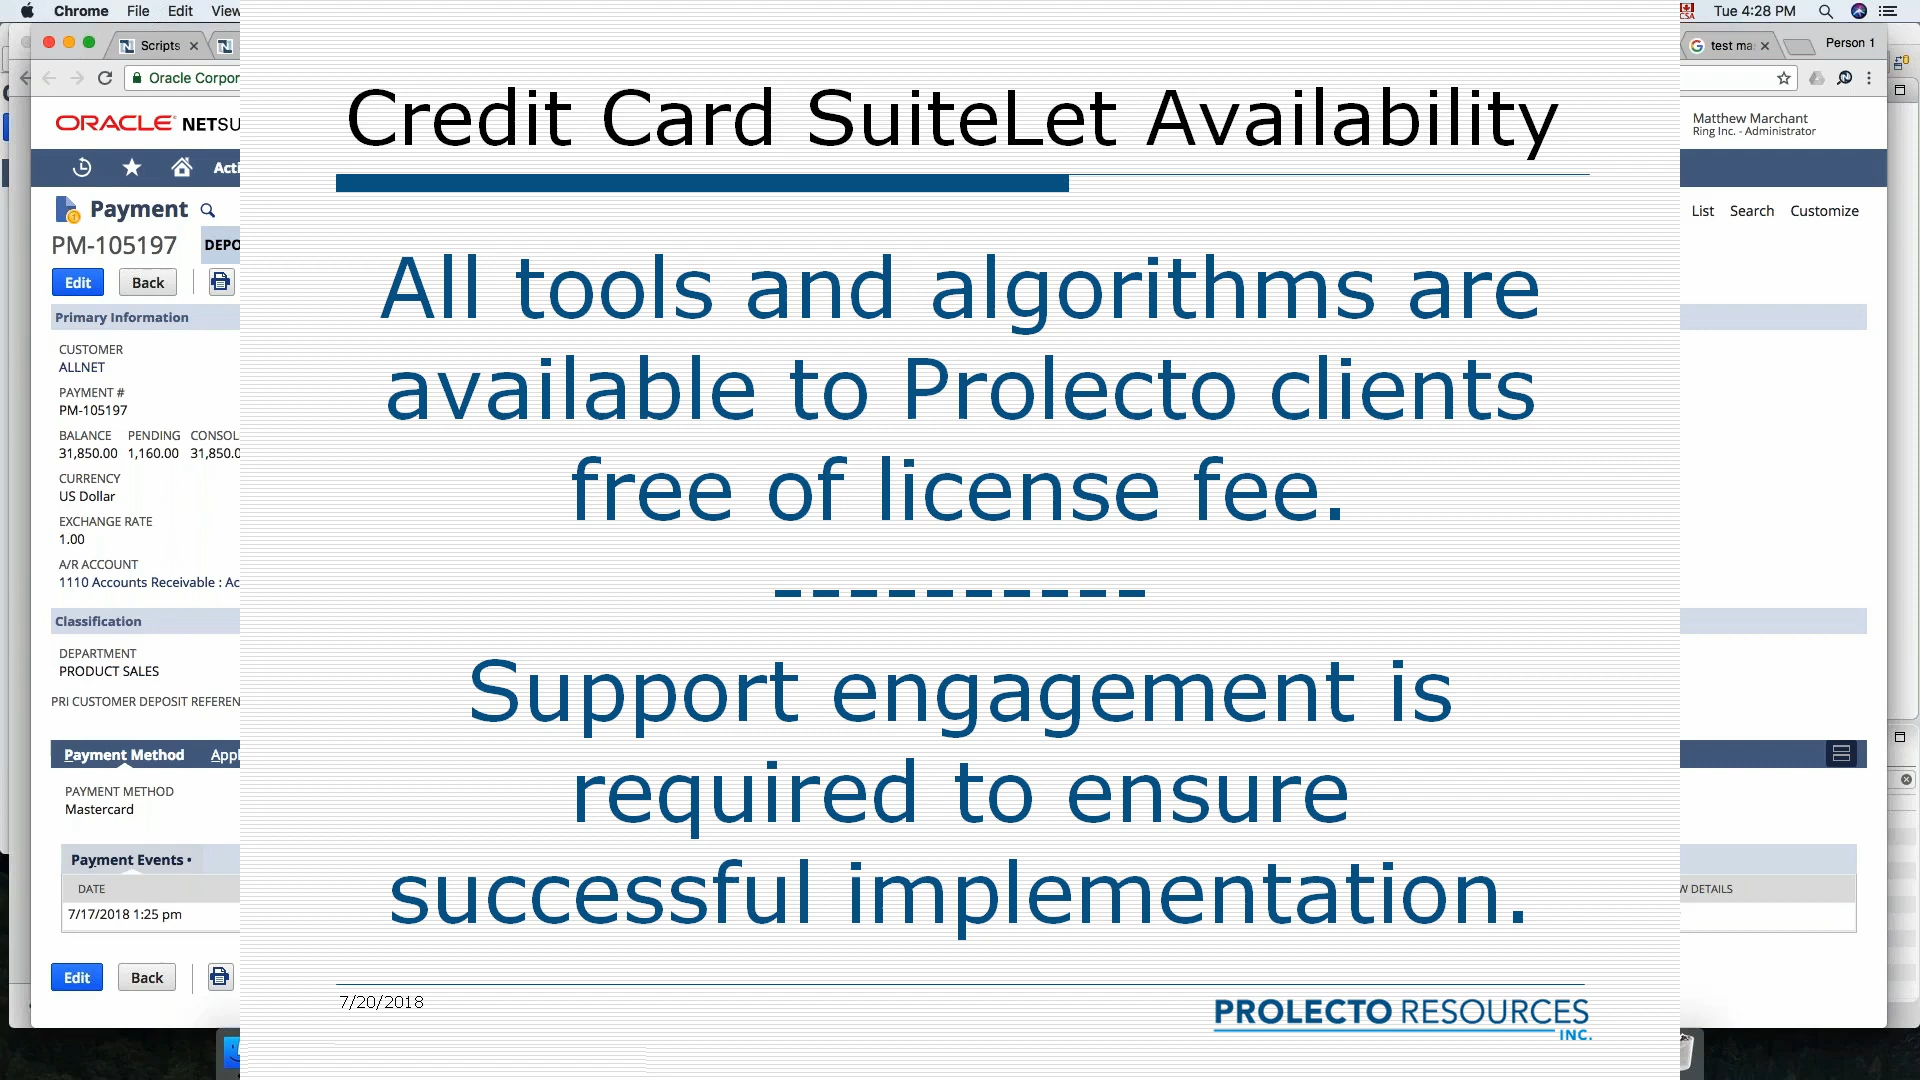 Chrome File Edit View
Tue 4:28 PM
Scripts
test ma
Person 1
Oracle Corpor
ORACLE NETSU
Matthew Marchant
Ring Inc. - Administrator
Acti
Payment
List Search Customize
PM-105197
DEPO
Edit Back
Primary Information
CUSTOMER
ALLNET
PAYMENT #
PM-105197
BALANCE PENDING CONSOL
31,850.00 1,160.00 31,850.0
CURRENCY
US Dollar
EXCHANGE RATE
1.00
A/R ACCOUNT
1110 Accounts Receivable : Ac
Classification
DEPARTMENT
PRODUCT SALES
PRI CUSTOMER DEPOSIT REFEREN
Payment Method Appl
PAYMENT METHOD
Mastercard
Payment Events •
DATE
W DETAILS
7/17/2018 1:25 pm
Edit Back
Credit Card SuiteLet Availability
All tools and algorithms are
available to Prolecto clients
free of license fee.
----------
Support engagement is
required to ensure
successful implementation.
7/20/2018
PROLECTO RESOURCES
INC.